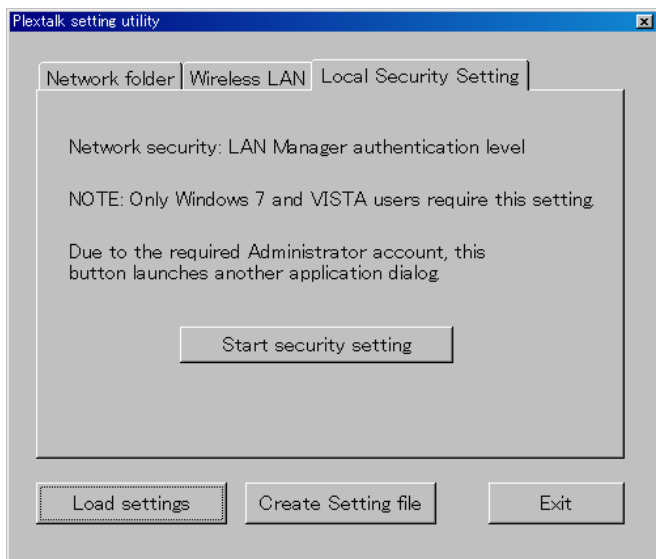 Plextalk setting utility
Network folder
Wireless LAN
Local Security Setting
Network security: LAN Manager authentication level
NOTE: Only Windows 7 and VISTA users require this setting.
Due to the required Administrator account, this
button launches another application dialog.
Start security setting
Load settings
Create Setting file
Exit